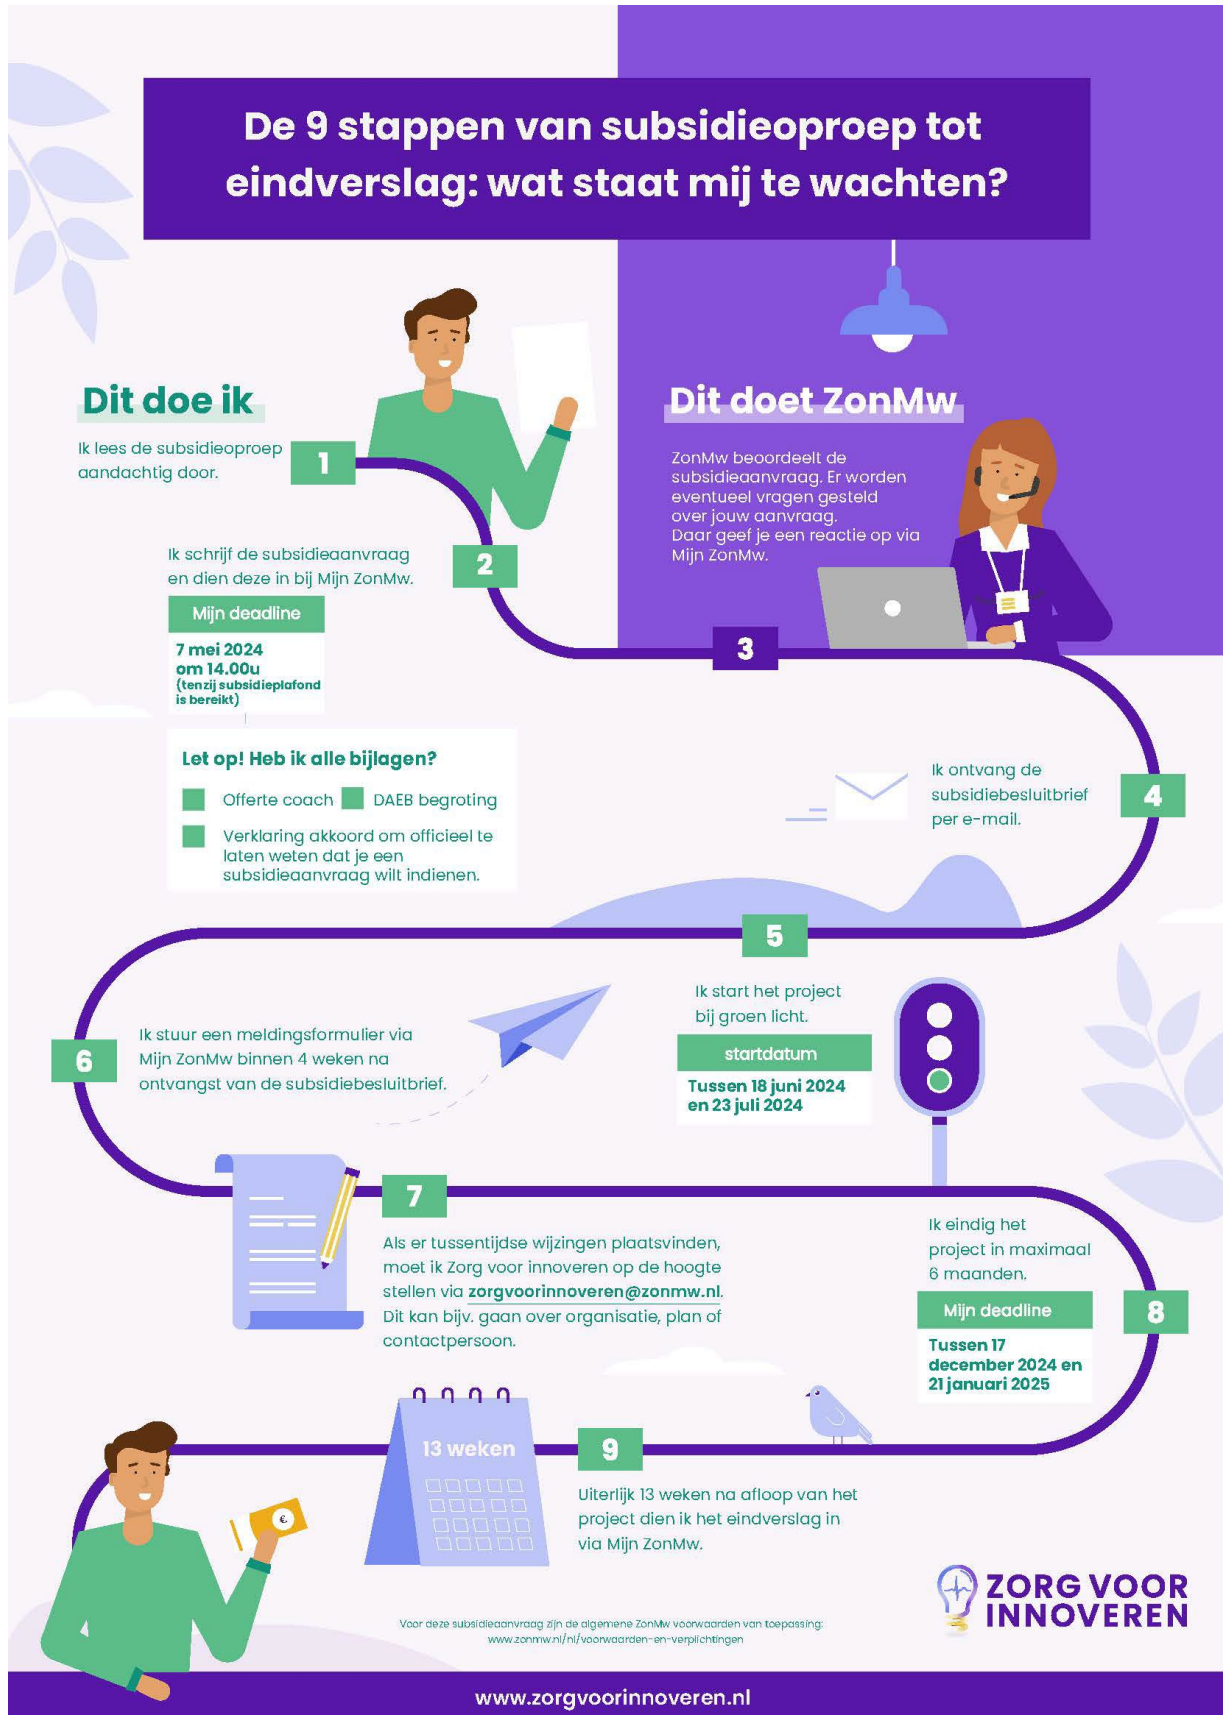 De 9 stappen van subsidieoproep tot
eindverslag: wat staat mij te wachten?
Dit doe ik
Ik lees de subsidieoproep
aandachtig door.
1
Dit doet ZonMw
ZonMw beoordeelt de
subsidieaanvraag. Er worden
eventueel vragen gesteld
over jouw aanvraag.
Daar geef je een reactie op via
Mijn ZonMw.
Ik schrijf de subsidieaanvraag
en dien deze in bij Mijn ZonMw.
2
Mijn deadline
7 mei 2024
om 14.00u
(tenzij subsidieplafond
is bereikt)
3
Let op! Heb ik alle bijlagen?
Offerte coach
DAEB begroting
Verklaring akkoord om officieel te
laten weten dat je een
subsidieaanvraag wilt indienen.
Ik ontvang de
subsidiebesluitbrief
per e-mail.
4
5
Ik start het project
bij groen licht.
startdatum
Tussen 18 juni 2024
en 23 juli 2024
6
Ik stuur een meldingsformulier via
Mijn ZonMw binnen 4 weken na
ontvangst van de subsidiebesluitbrief.
7
Als er tussentijdse wijzingen plaatsvinden,
moet ik Zorg voor innoveren op de hoogte
stellen via zorgvoorinnoveren@zonmw.nl.
Dit kan bijv. gaan over organisatie, plan of
contactpersoon.
Ik eindig het
project in maximaal
6 maanden.
Mijn deadline
Tussen 17
december 2024 en
21 januari 2025
8
13 weken
9
Uiterlijk 13 weken na afloop van het
project dien ik het eindverslag in
via Mijn ZonMw.
€
ZORG VOOR
INNOVEREN
Voor deze subsidieaanvraag zijn de algemene ZonMw voorwaarden van toepassing:
www.zonmw.nl/nl/voorwaarden-en-verplichtingen
www.zorgvoorinnoveren.nl